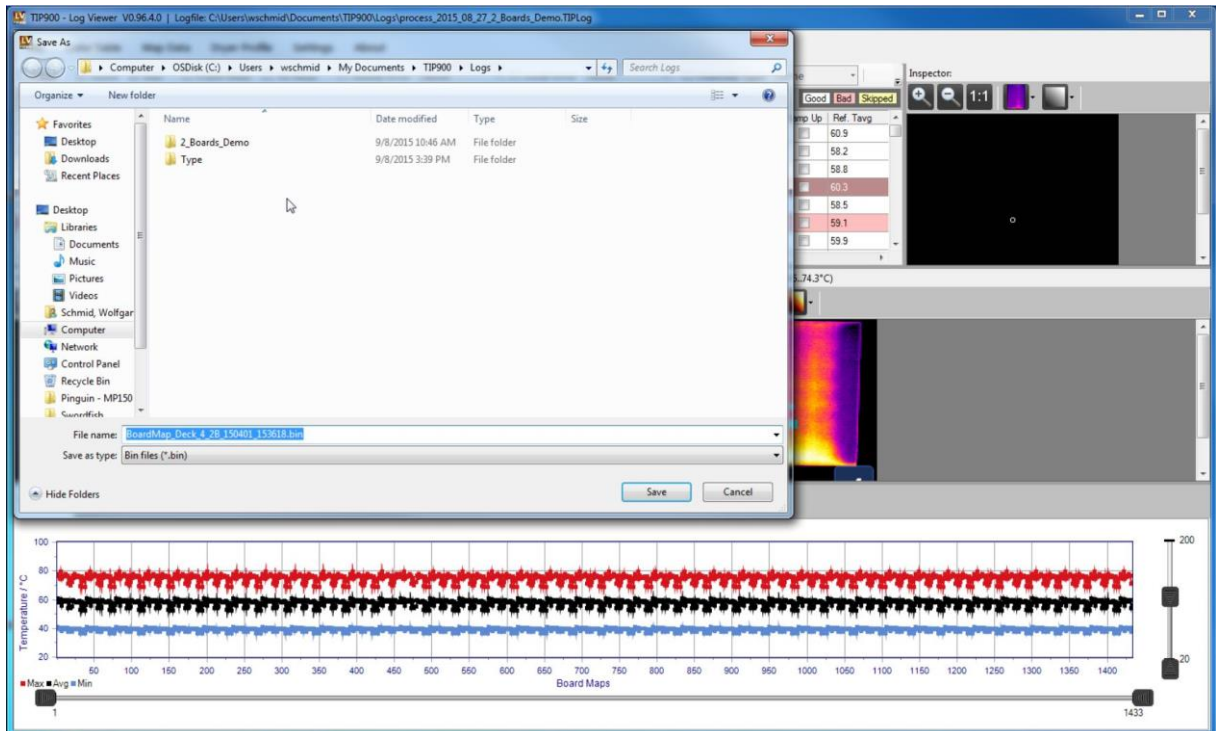 TIP900 - Log Viewer V0.96.4.0 | Logfile: C:\Users\wschmid\Documents\TIP900\Logs\process_2015_08_27_2_Boards_Demo.TIPLog
Save As
Computer ▸ OSDisk (C:) ▸ Users ▸ wschmid ▸ My Documents ▸ TIP900 ▸ Logs ▸
Search Logs
Organize New folder
Favorites
Desktop
Downloads
Recent Places
Desktop
Libraries
Documents
Music
Pictures
Videos
Schmid, Wolfgan
Computer
Network
Control Panel
Recycle Bin
Pinguin - MP150
Swordfish
Name Date modified Type Size
2_Boards_Demo 9/8/2015 10:46 AM File folder
Type 9/8/2015 3:39 PM File folder
File name: BoardMap_Deck_4_2B_150401_153618.bin
Save as type: Bin files (*.bin)
Hide Folders
Save Cancel
Good Bad Skipped
Up Ref. Tavg
60.9
58.2
58.8
60.3
58.5
59.1
59.9
Inspector:
1:1
74.3°C)
Temperature / °C
100
80
60
40
20
50 100 150 200 250 300 350 400 450 500 550 600 650 700 750 800 850 900 950 1000 1050 1100 1150 1200 1250 1300 1350 1400
Max Avg Min
Board Maps
1
1433
200
20